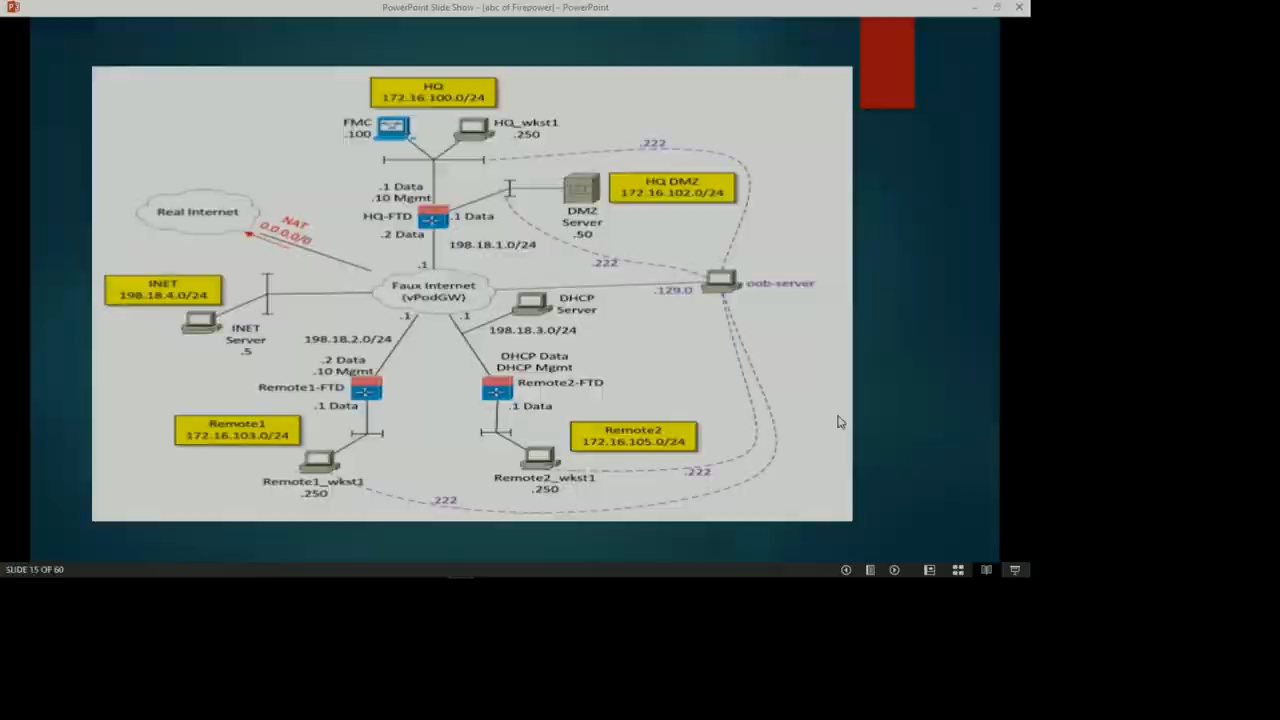 PowerPoint Slide Show - [abc of Firepower] - PowerPoint
HQ
172.16.100.0/24
FMC
.100
HQ_wkst1
.250
.222
.1 Data
.10 Mgmt
HQ DMZ
172.16.102.0/24
Real Internet
NAT
0.0.0.0/0
HQ-FTD
.1 Data
DMZ
Server
.50
.2 Data
198.18.1.0/24
.1
.222
INET
198.18.4.0/24
Faux Internet
(vPodGW)
.129.0
oob-server
DHCP
Server
INET
Server
.5
.1
.1
198.18.2.0/24
198.18.3.0/24
.2 Data
.10 Mgmt
DHCP Data
DHCP Mgmt
Remote1-FTD
Remote2-FTD
.1 Data
.1 Data
Remote1
172.16.103.0/24
Remote2
172.16.105.0/24
Remote1_wkst1
.250
Remote2_wkst1
.250
.222
.222
SLIDE 15 OF 60